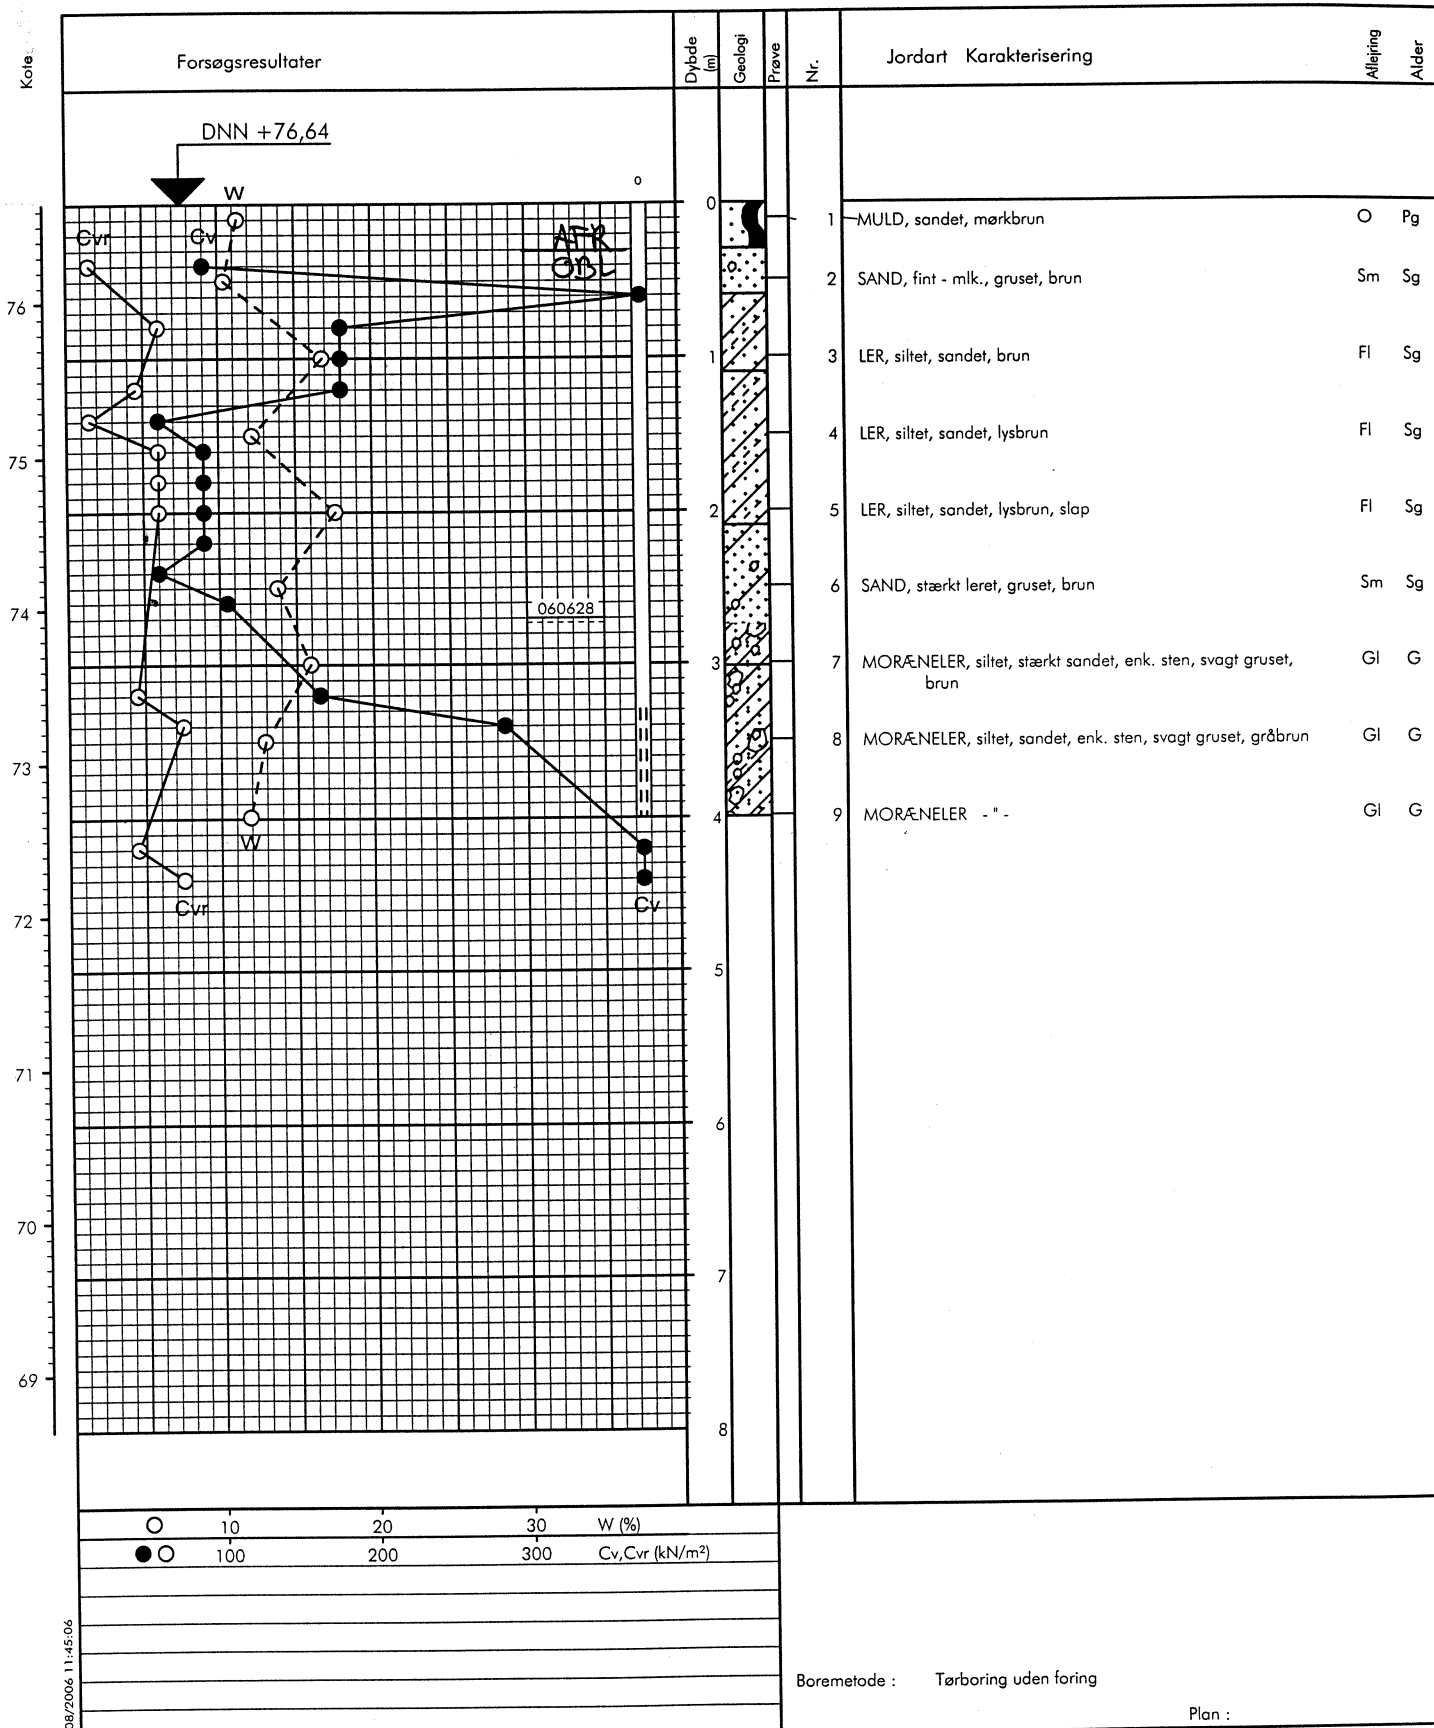 Kote
Forsøgsresultater
Dybde (m)
Geologi
Prøve
Nr.
Jordart Karakterisering
Aflejring
Alder
DNN +76,64
W
Cvr
Cv
AFR
OBL
0
1 MULD, sandet, mørkbrun O Pg
2 SAND, fint - mlk., gruset, brun Sm Sg
76
1
3 LER, siltet, sandet, brun Fl Sg
4 LER, siltet, sandet, lysbrun Fl Sg
75
2
5 LER, siltet, sandet, lysbrun, slap Fl Sg
6 SAND, stærkt leret, gruset, brun Sm Sg
74
060628
3
7 MORÆNELER, siltet, stærkt sandet, enk. sten, svagt gruset,
brun Gl G
8 MORÆNELER, siltet, sandet, enk. sten, svagt gruset, gråbrun Gl G
73
4
9 MORÆNELER - " - Gl G
W
Cvr
Cv
72
5
71
6
70
7
69
8
10 20 30 W (%)
100 200 300 Cv,Cvr (kN/m²)
08/2006 11:45:06
Boremetode : Tørboring uden foring
Plan :